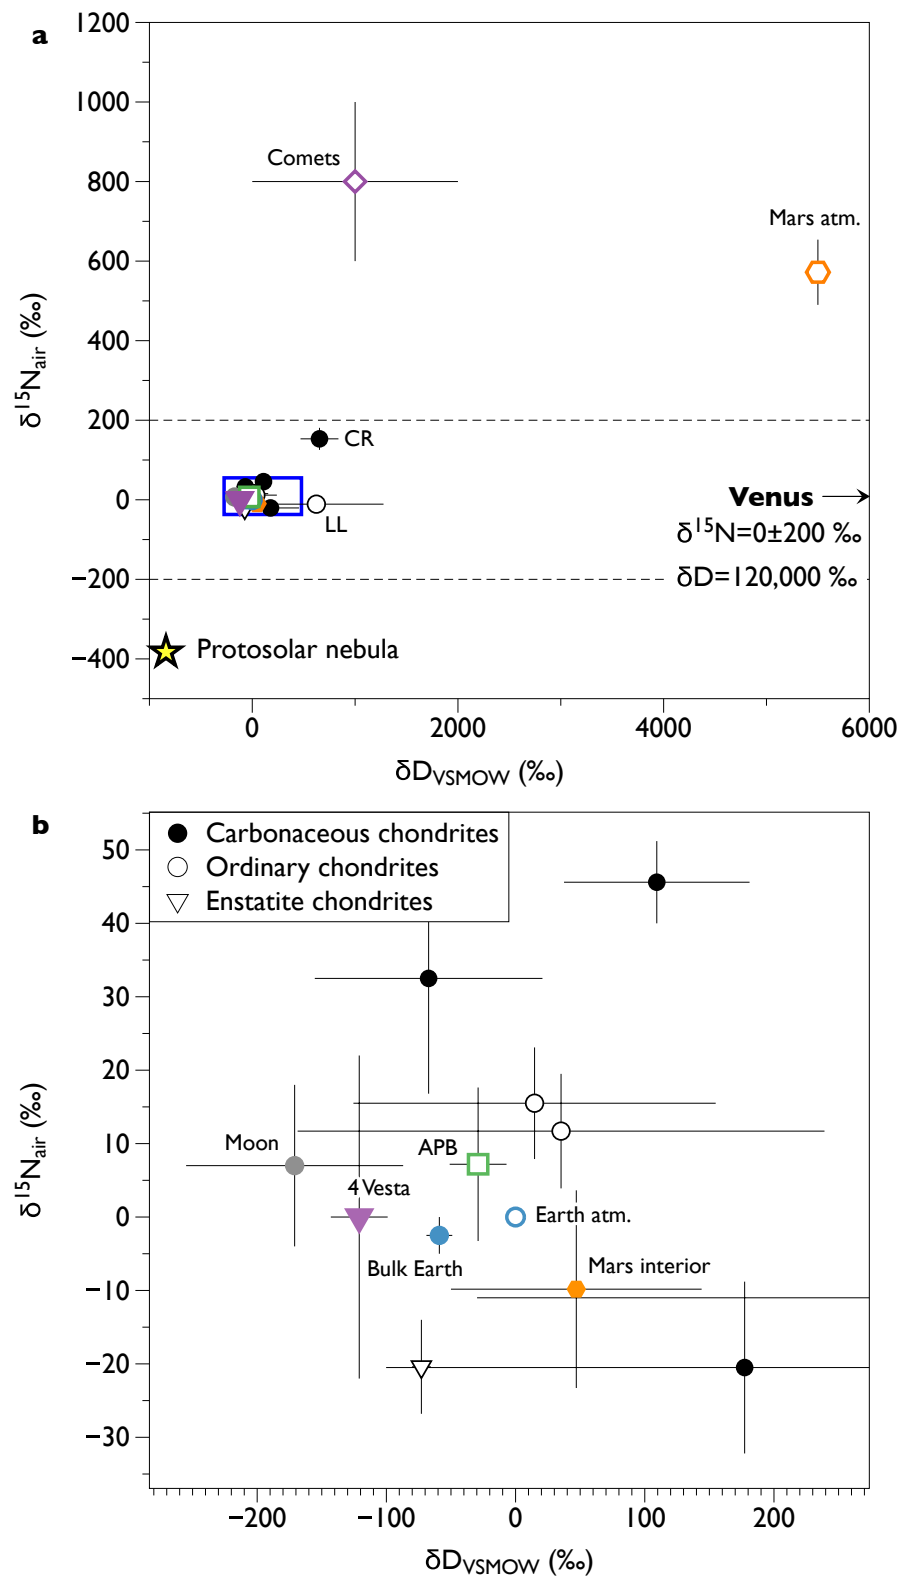 a
1200
1000
800
600
400
200
0
−200
−400
δ¹⁵Nair (‰)
Comets
Mars atm.
CR
LL
Venus
δ¹⁵N=0±200 ‰
δD=120,000 ‰
Protosolar nebula
0 2000 4000 6000
δDVSMOW (‰)
b
Carbonaceous chondrites
Ordinary chondrites
Enstatite chondrites
50
40
30
20
10
0
−10
−20
−30
δ¹⁵Nair (‰)
Moon
APB
4 Vesta
Earth atm.
Bulk Earth
Mars interior
−200 −100 0 100 200
δDVSMOW (‰)